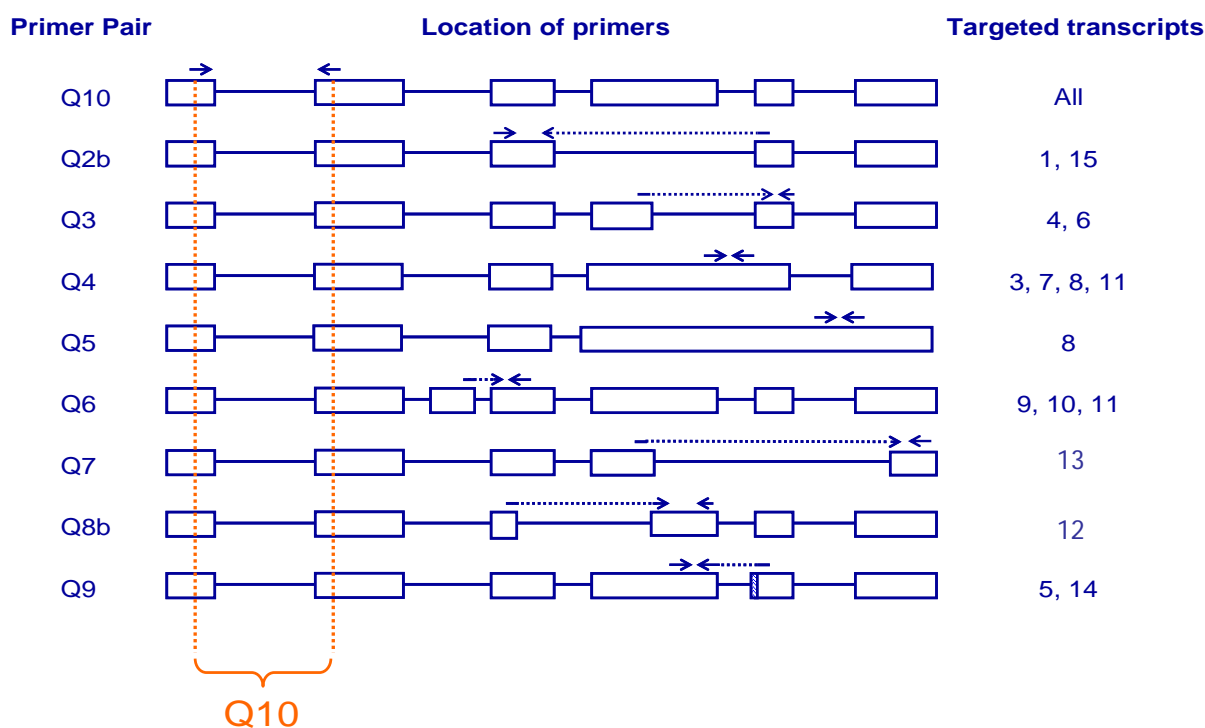 Primer Pair Location of primers Targeted transcripts
Q10 All
Q2b 1, 15
Q3 4, 6
Q4 3, 7, 8, 11
Q5 8
Q6 9, 10, 11
Q7 13
Q8b 12
Q9 5, 14
Q10